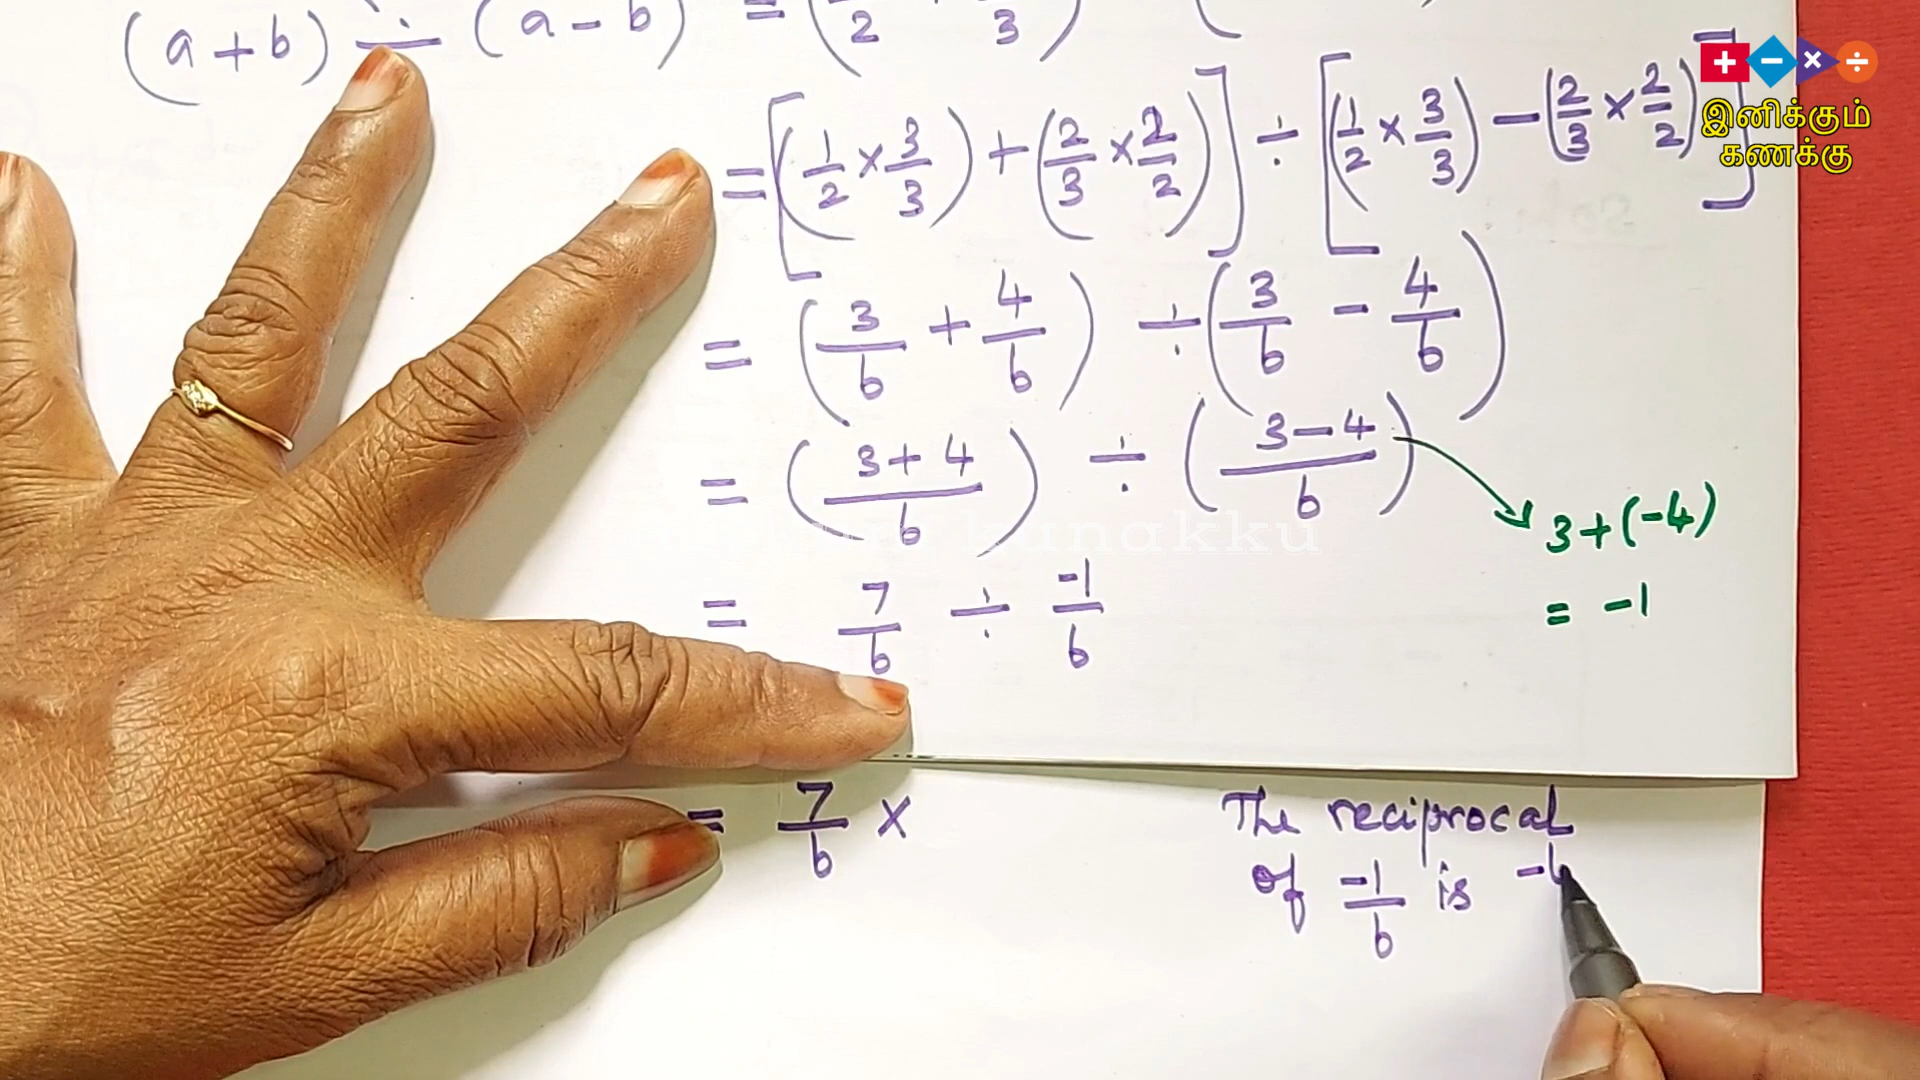 (a + b) ÷ (a - b) = (1/2 + 2/3)
= [(1/2 × 3/3) + (2/3 × 2/2)] ÷ [(1/2 × 3/3) - (2/3 × 2/2)]
= (3/6 + 4/6) ÷ (3/6 - 4/6)
= (3+4/6) ÷ (3-4/6)
3+(-4)
= -1
= 7/6 ÷ -1/6
= 7/6 ×
The reciprocal
of -1/6 is -6
இனிக்கும்
கணக்கு